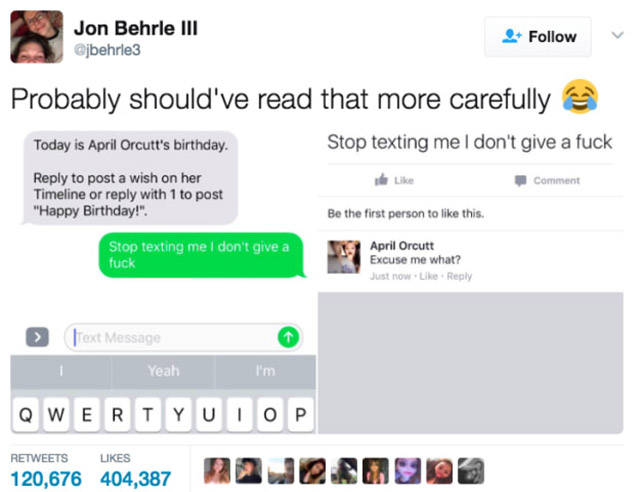 Jon Behrle III
@jbehrle3
Follow
Probably should've read that more carefully 😂
Today is April Orcutt's birthday.
Reply to post a wish on her
Timeline or reply with 1 to post
"Happy Birthday!".
Stop texting me I don't give a
fuck
Text Message
I Yeah I'm
Q W E R T Y U I O P
Stop texting me I don't give a fuck
Like Comment
Be the first person to like this.
April Orcutt
Excuse me what?
Just now · Like · Reply
RETWEETS LIKES
120,676 404,387